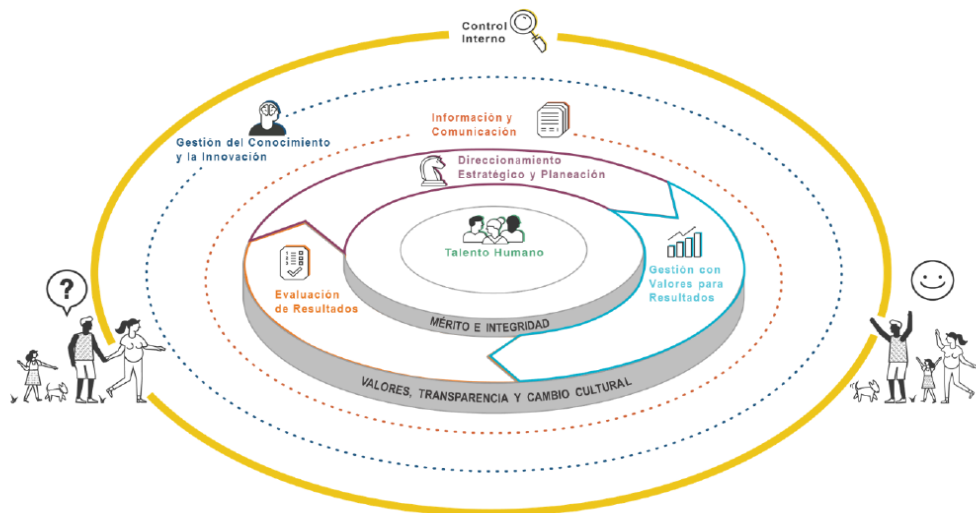 Control
Interno
Información y
Comunicación
Gestión del Conocimiento
y la Innovación
Direccionamiento
Estratégico y Planeación
Talento Humano
Gestión con
Valores para
Resultados
Evaluación
de Resultados
?
MÉRITO E INTEGRIDAD
VALORES, TRANSPARENCIA Y CAMBIO CULTURAL